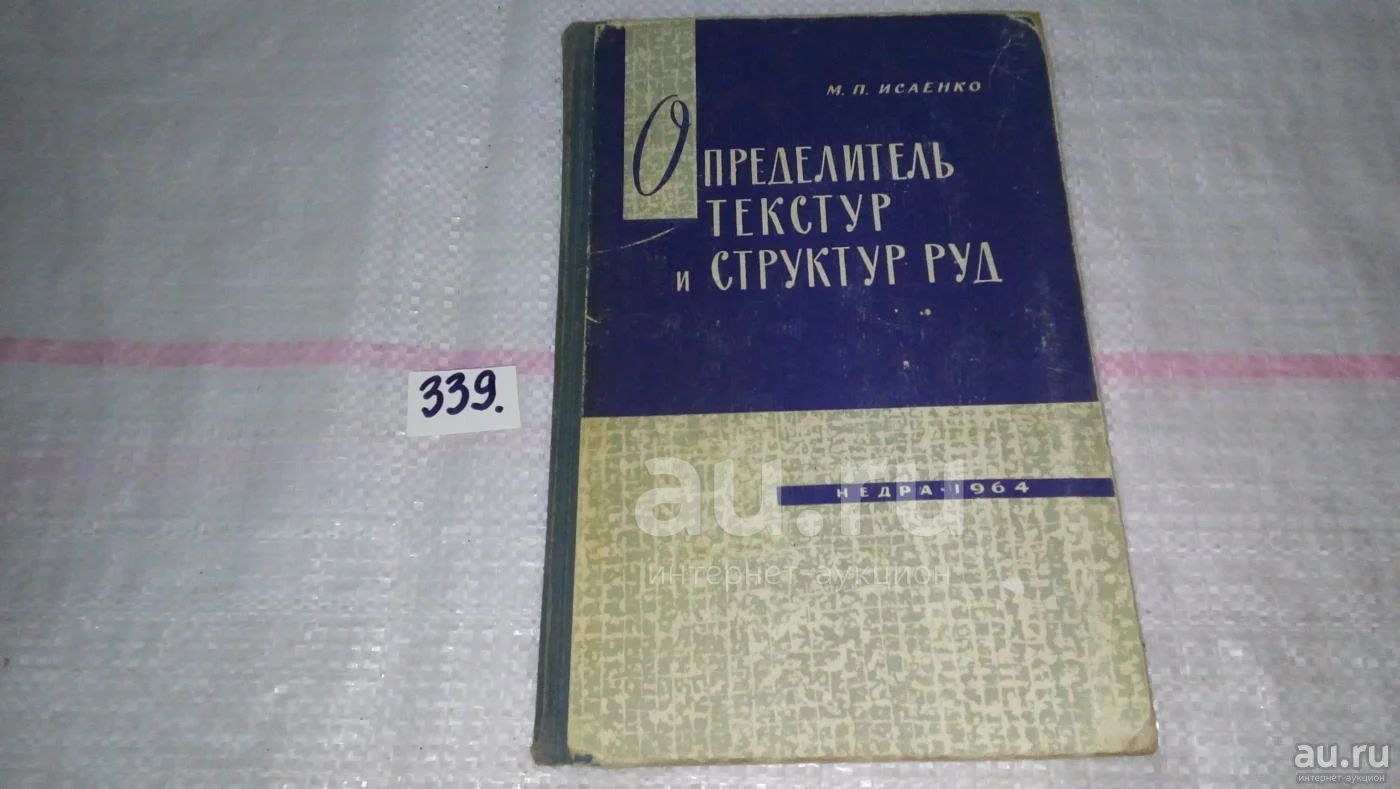 М. П. ИСАЕНКО
ОПРЕДЕЛИТЕЛЬ
ТЕКСТУР
и СТРУКТУР РУД
339.
НЕДРА · 1964
au.ru
интернет-аукцион
au.ru
интернет-аукцион